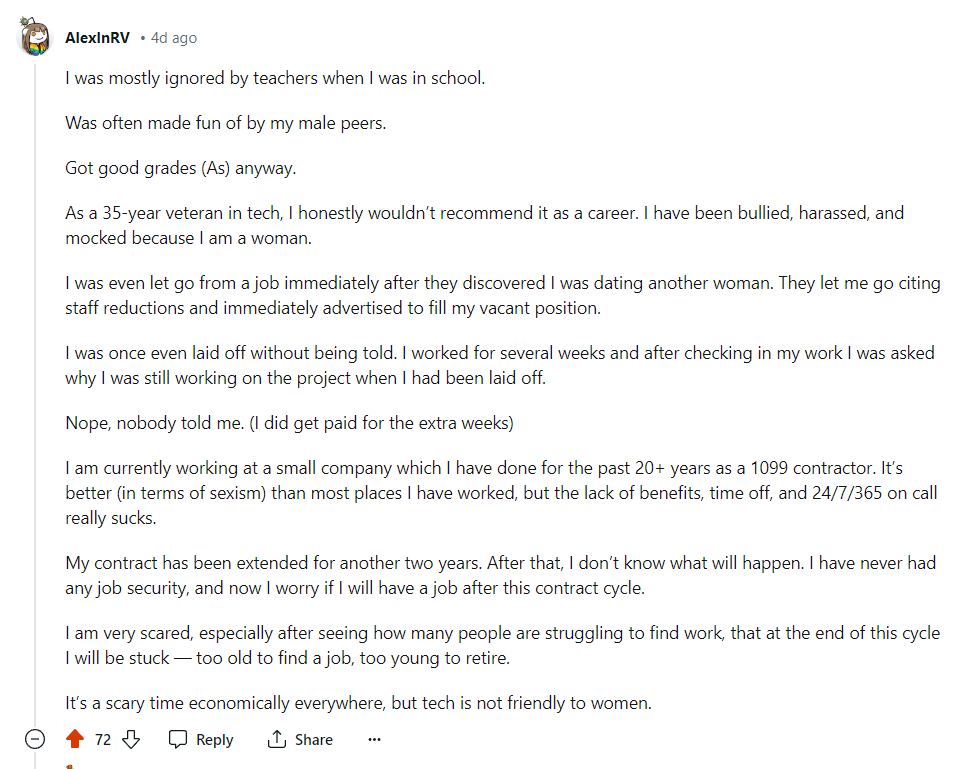 AlexInRV • 4d ago
I was mostly ignored by teachers when I was in school.
Was often made fun of by my male peers.
Got good grades (As) anyway.
As a 35-year veteran in tech, I honestly wouldn’t recommend it as a career. I have been bullied, harassed, and
mocked because I am a woman.
I was even let go from a job immediately after they discovered I was dating another woman. They let me go citing
staff reductions and immediately advertised to fill my vacant position.
I was once even laid off without being told. I worked for several weeks and after checking in my work I was asked
why I was still working on the project when I had been laid off.
Nope, nobody told me. (I did get paid for the extra weeks)
I am currently working at a small company which I have done for the past 20+ years as a 1099 contractor. It’s
better (in terms of sexism) than most places I have worked, but the lack of benefits, time off, and 24/7/365 on call
really sucks.
My contract has been extended for another two years. After that, I don’t know what will happen. I have never had
any job security, and now I worry if I will have a job after this contract cycle.
I am very scared, especially after seeing how many people are struggling to find work, that at the end of this cycle
I will be stuck — too old to find a job, too young to retire.
It’s a scary time economically everywhere, but tech is not friendly to women.
72 Reply Share ...